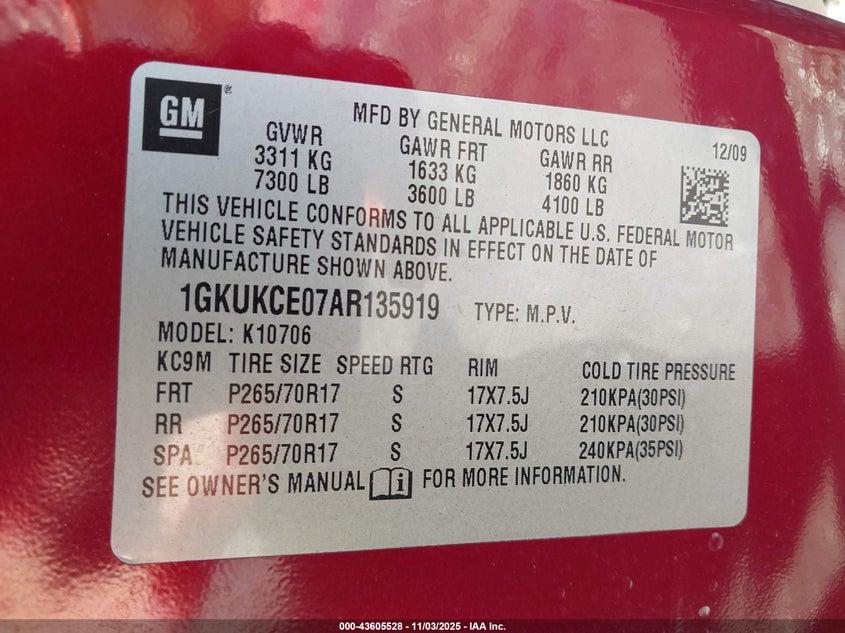 GM ®
MFD BY GENERAL MOTORS LLC 12/09
GVWR GAWR FRT GAWR RR
3311 KG 1633 KG 1860 KG
7300 LB 3600 LB 4100 LB
THIS VEHICLE CONFORMS TO ALL APPLICABLE U.S. FEDERAL MOTOR
VEHICLE SAFETY STANDARDS IN EFFECT ON THE DATE OF
MANUFACTURE SHOWN ABOVE.
1GKUKCE07AR135919 TYPE: M.P.V.
MODEL: K10706
KC9M TIRE SIZE SPEED RTG RIM COLD TIRE PRESSURE
FRT P265/70R17 S 17X7.5J 210KPA(30PSI)
RR P265/70R17 S 17X7.5J 210KPA(30PSI)
SPA P265/70R17 S 17X7.5J 240KPA(35PSI)
SEE OWNER'S MANUAL i FOR MORE INFORMATION.
000-43605528 - 11/03/2025 - IAA Inc.